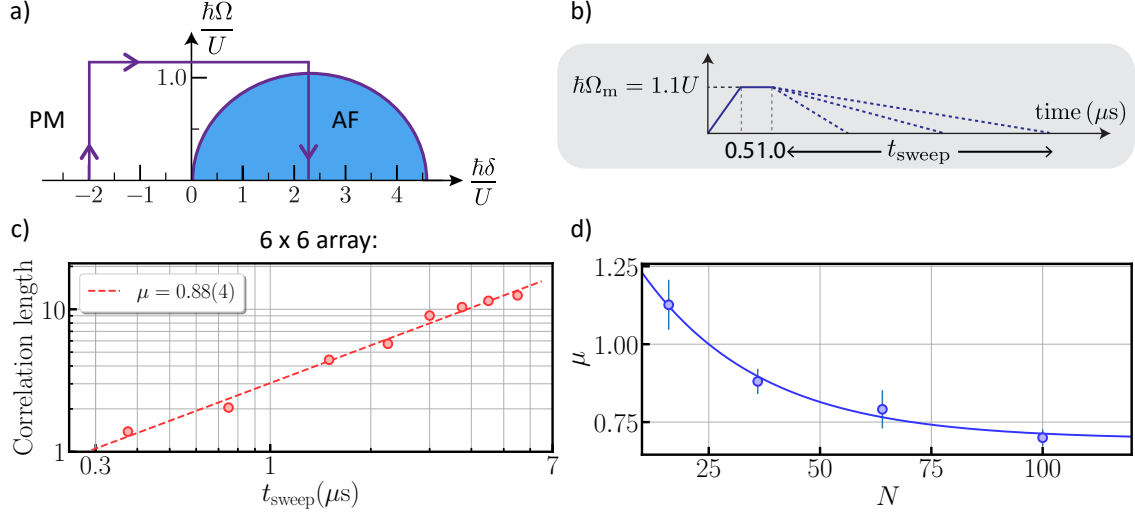 a)
ħΩ
U
1.0
PM
AF
−2
−1
0
1
2
3
4
ħδ
U
b)
ħΩm = 1.1U
time (μs)
0.5
1.0
tsweep
c)
6 x 6 array:
Correlation length
10
1
μ = 0.88(4)
0.3
1
7
tsweep(μs)
d)
μ
1.25
1.00
0.75
25
50
75
100
N